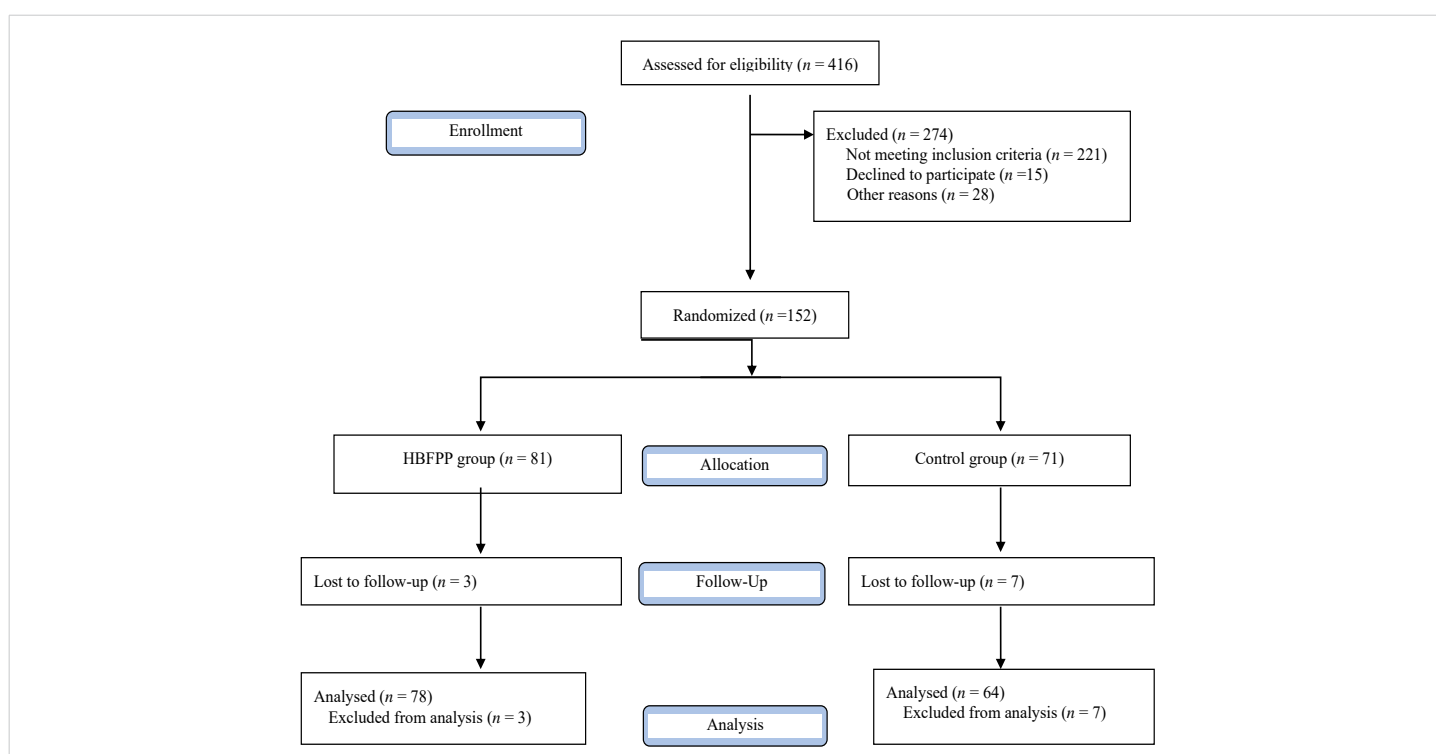 Assessed for eligibility (n = 416)
Enrollment
Excluded (n = 274)
Not meeting inclusion criteria (n = 221)
Declined to participate (n =15)
Other reasons (n = 28)
Randomized (n =152)
HBFPP group (n = 81)
Allocation
Control group (n = 71)
Lost to follow-up (n = 3)
Follow-Up
Lost to follow-up (n = 7)
Analysed (n = 78)
Excluded from analysis (n = 3)
Analysis
Analysed (n = 64)
Excluded from analysis (n = 7)